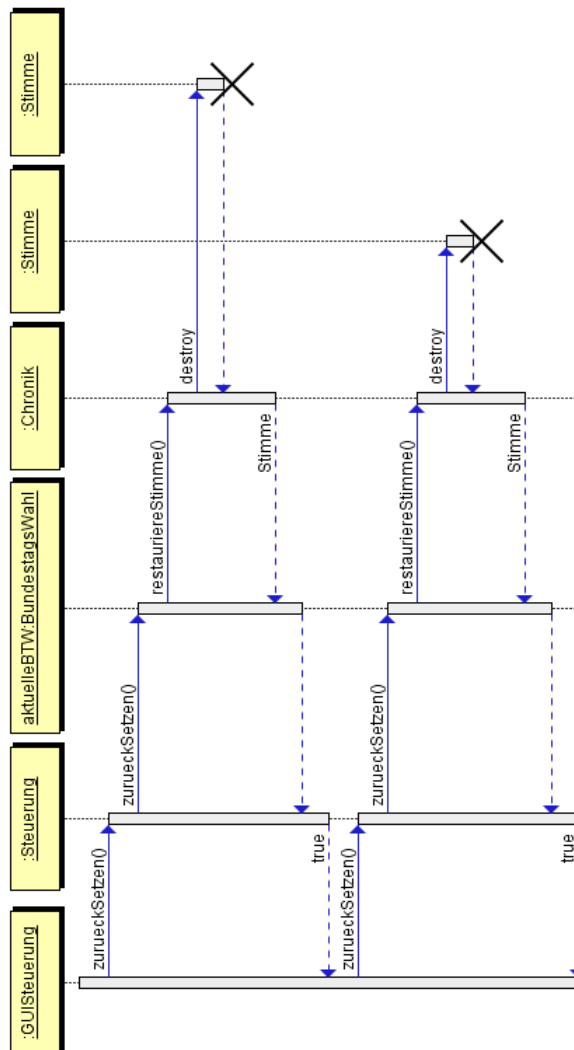 :GUISteuerung
:Steuerung
aktuelleBTW:BundestagsWahl
:Chronik
:Stimme
:Stimme
zurueckSetzen()
zurueckSetzen()
restauriereStimme()
destroy
Stimme
true
zurueckSetzen()
zurueckSetzen()
restauriereStimme()
destroy
Stimme
true